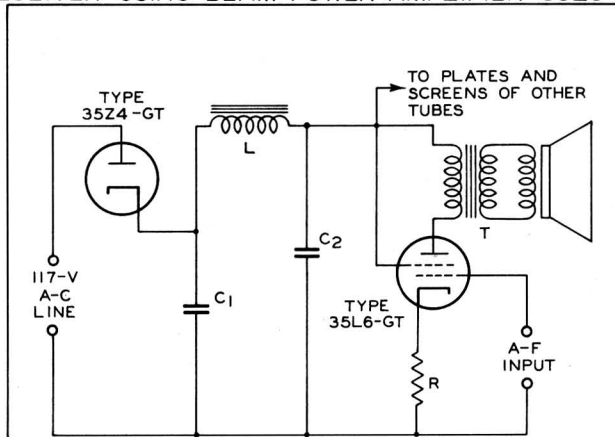 TYPE
35Z4-GT
L
TO PLATES AND
SCREENS OF OTHER
TUBES
T
117-V
A-C
LINE
C1
C2
TYPE
35L6-GT
R
A-F
INPUT